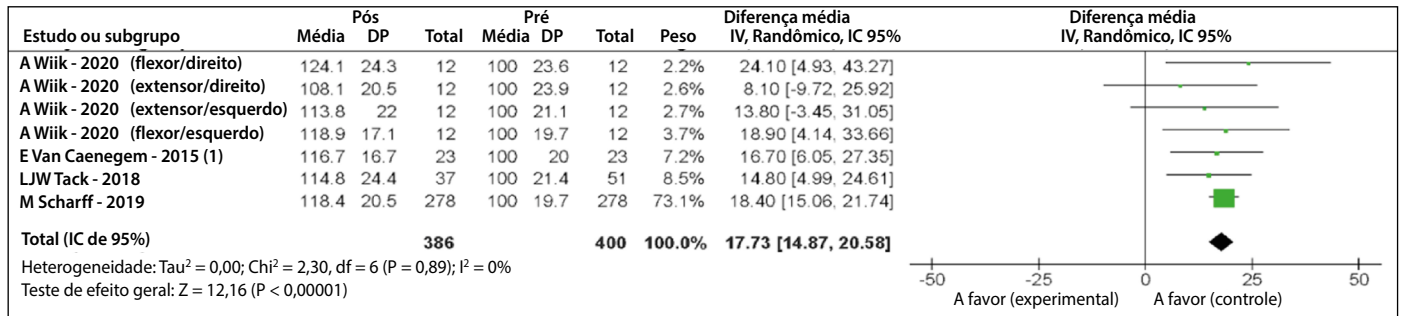 Pós Pré Diferença média Diferença média
Estudo ou subgrupo Média DP Total Média DP Total Peso IV, Randômico, IC 95% IV, Randômico, IC 95%
A Wiik - 2020 (flexor/direito) 124.1 24.3 12 100 23.6 12 2.2% 24.10 [4.93, 43.27]
A Wiik - 2020 (extensor/direito) 108.1 20.5 12 100 23.9 12 2.6% 8.10 [-9.72, 25.92]
A Wiik - 2020 (extensor/esquerdo) 113.8 22 12 100 21.1 12 2.7% 13.80 [-3.45, 31.05]
A Wiik - 2020 (flexor/esquerdo) 118.9 17.1 12 100 19.7 12 3.7% 18.90 [4.14, 33.66]
E Van Caenegem - 2015 (1) 116.7 16.7 23 100 20 23 7.2% 16.70 [6.05, 27.35]
LJW Tack - 2018 114.8 24.4 37 100 21.4 51 8.5% 14.80 [4.99, 24.61]
M Scharff - 2019 118.4 20.5 278 100 19.7 278 73.1% 18.40 [15.06, 21.74]
Total (IC de 95%) 386 400 100.0% 17.73 [14.87, 20.58]
Heterogeneidade: Tau² = 0,00; Chi² = 2,30, df = 6 (P = 0,89); I² = 0%
Teste de efeito geral: Z = 12,16 (P < 0,00001)
-50 -25 0 25 50
A favor (experimental) A favor (controle)